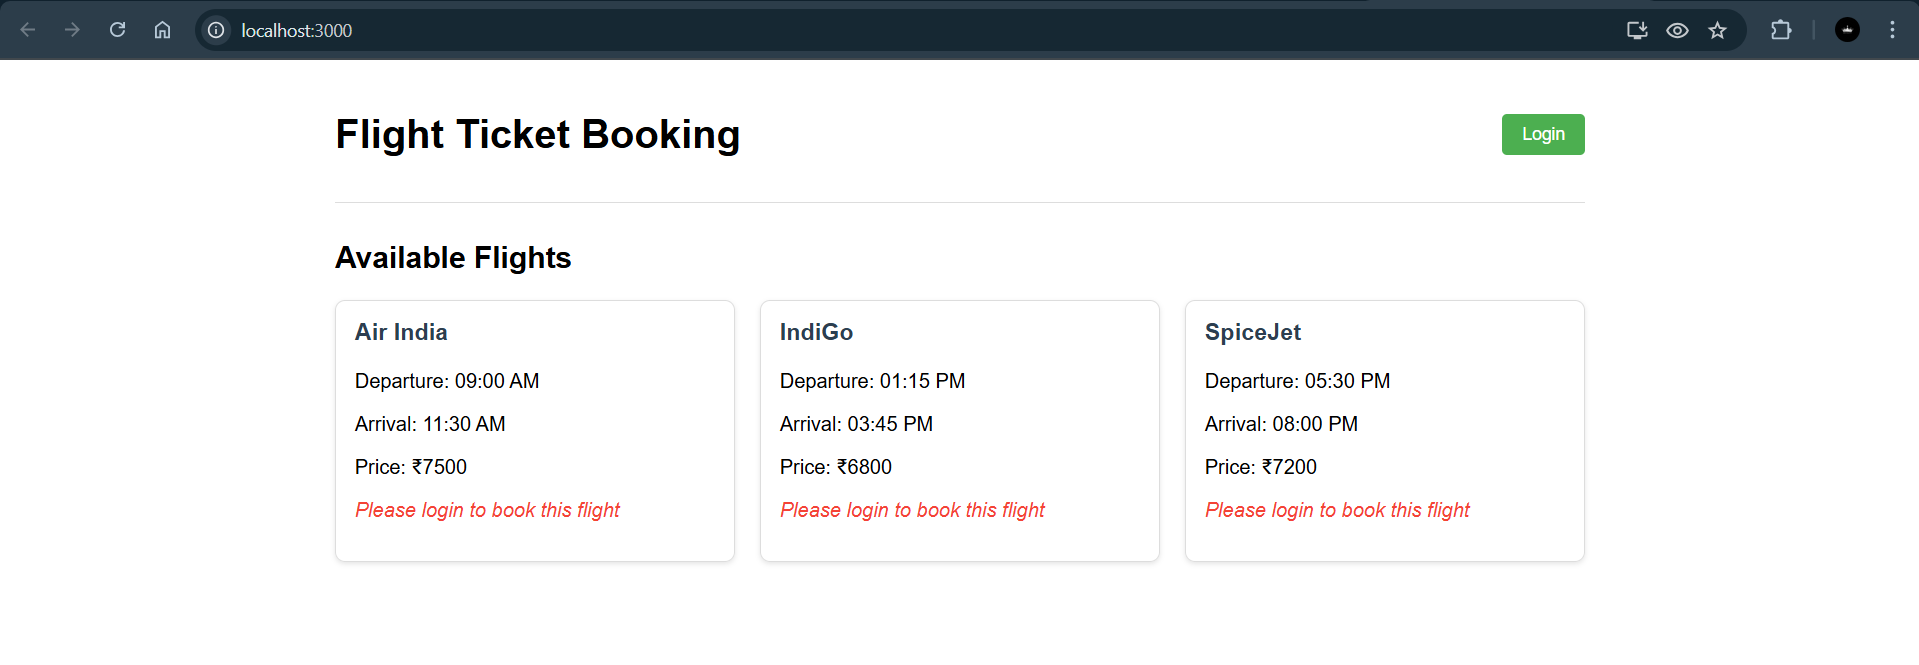 localhost:3000
Flight Ticket Booking
Login
Available Flights
Air India
Departure: 09:00 AM
Arrival: 11:30 AM
Price: ₹7500
Please login to book this flight
IndiGo
Departure: 01:15 PM
Arrival: 03:45 PM
Price: ₹6800
Please login to book this flight
SpiceJet
Departure: 05:30 PM
Arrival: 08:00 PM
Price: ₹7200
Please login to book this flight